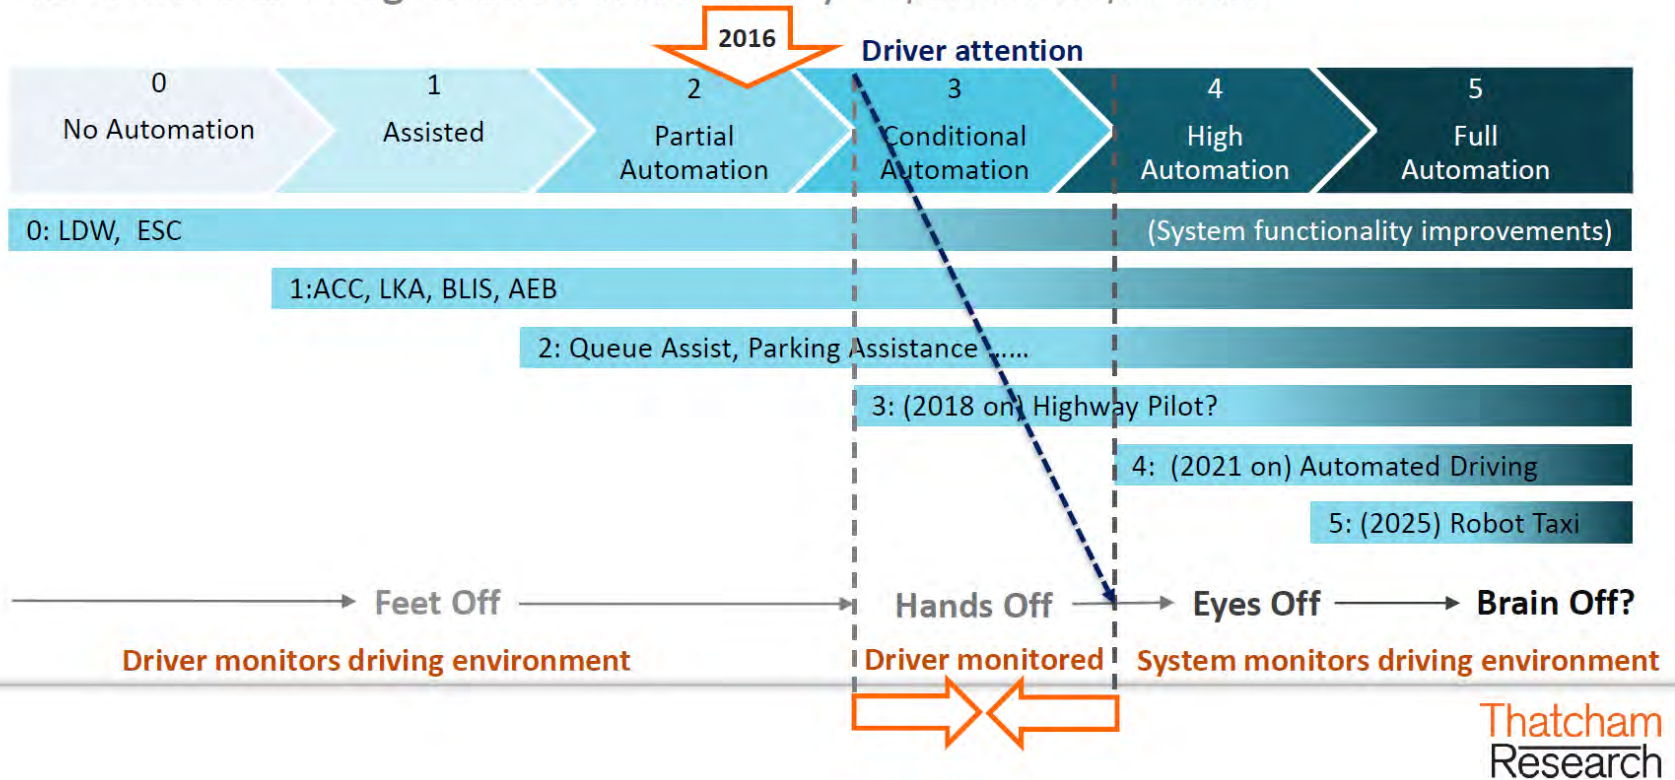 2016
Driver attention
0
No Automation
1
Assisted
2
Partial
Automation
3
Conditional
Automation
4
High
Automation
5
Full
Automation
0: LDW, ESC
(System functionality improvements)
1:ACC, LKA, BLIS, AEB
2: Queue Assist, Parking Assistance ......
3: (2018 on) Highway Pilot?
4: (2021 on) Automated Driving
5: (2025) Robot Taxi
Feet Off
Hands Off
Eyes Off
Brain Off?
Driver monitors driving environment
Driver monitored
System monitors driving environment
Thatcham
Research